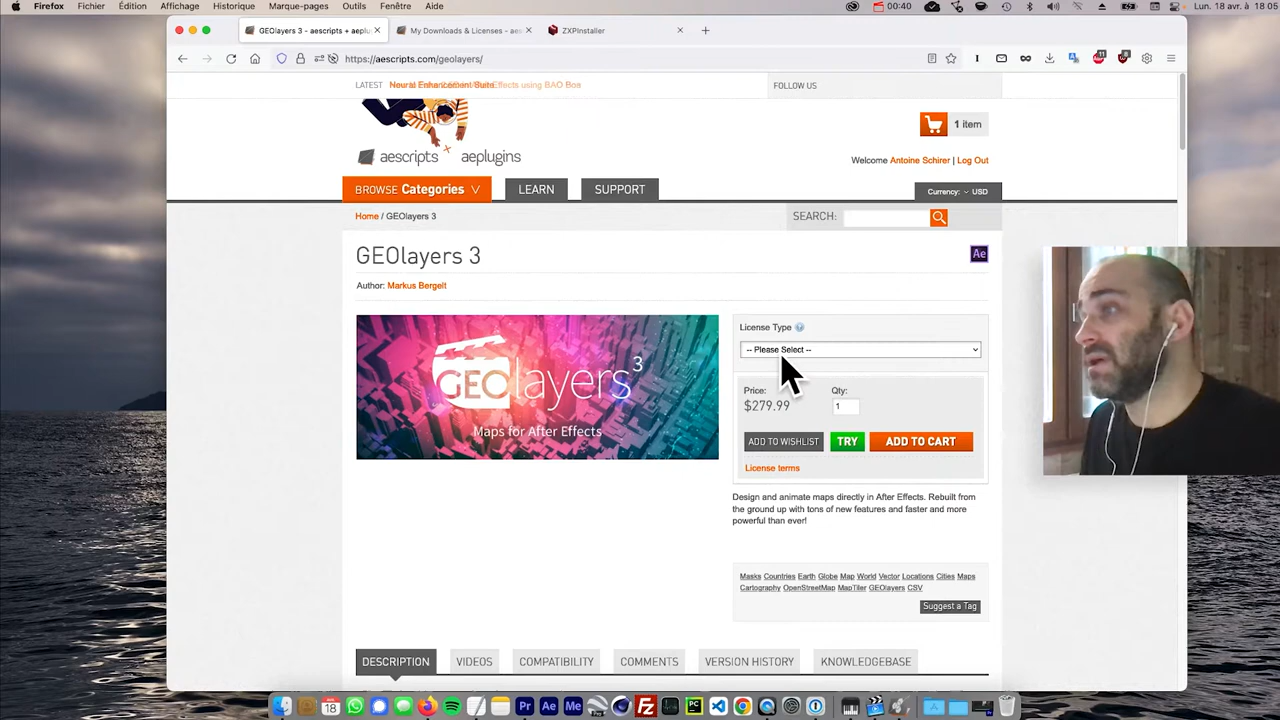 Firefox Fichier Édition Affichage Historique Marque-pages Outils Fenêtre Aide 00:40 Lun. 18 avr. à 18:05
GEOlayers 3 - aescripts + aeplu
My Downloads & Licenses - aes
ZXPInstaller
https://aescripts.com/geolayers/
LATEST
FOLLOW US
aescripts + aeplugins
1 item
Welcome Antoine Schirer | Log Out
BROWSE Categories
LEARN
SUPPORT
Currency: USD
Home / GEOlayers 3
SEARCH:
GEOlayers 3
Ae
Author: Markus Bergelt
GEOlayers 3
Maps for After Effects
License Type ?
-- Please Select --
Price: Qty:
$279.99 1
ADD TO WISHLIST TRY ADD TO CART
License terms
Design and animate maps directly in After Effects. Rebuilt from
the ground up with tons of new features and faster and more
powerful than ever!
Masks Countries Earth Globe Map World Vector Locations Cities Maps
Cartography OpenStreetMap MapTiler GEOlayers CSV
Suggest a Tag
DESCRIPTION VIDEOS COMPATIBILITY COMMENTS VERSION HISTORY KNOWLEDGEBASE
18 Pr Ae Me FZ PC